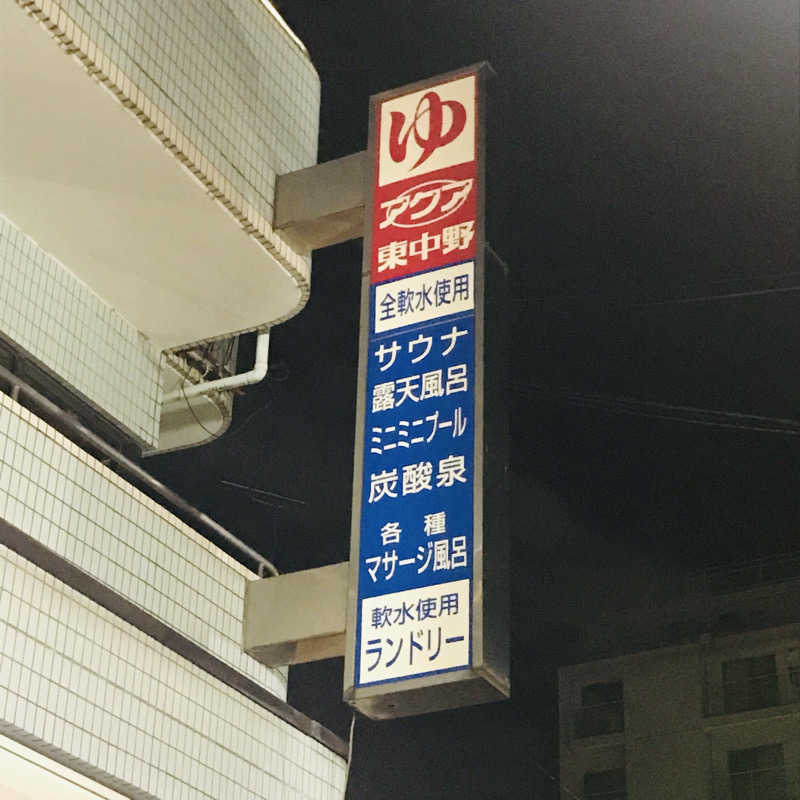 ゆ
アクア
東中野
全軟水使用
サウナ
露天風呂
ミニミニプール
炭酸泉
各種
マサージ風呂
軟水使用
ランドリー